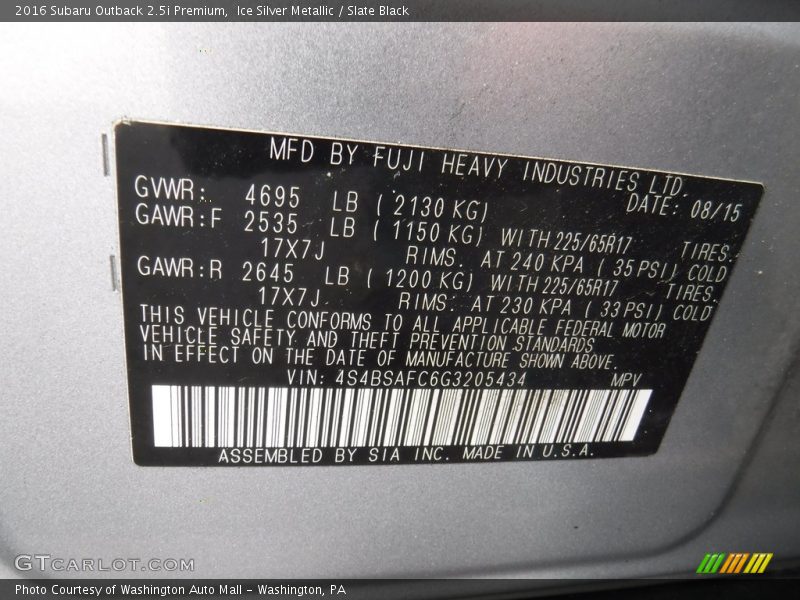 2016 Subaru Outback 2.5i Premium,  Ice Silver Metallic / Slate Black
MFD BY FUJI HEAVY INDUSTRIES LTD.
GVWR: 4695 LB ( 2130 KG) DATE: 08/15
GAWR:F 2535 LB ( 1150 KG) WITH 225/65R17 TIRES.
17X7J RIMS. AT 240 KPA ( 35 PSI) COLD
GAWR:R 2645 LB ( 1200 KG) WITH 225/65R17 TIRES.
17X7J RIMS. AT 230 KPA ( 33 PSI) COLD
THIS VEHICLE CONFORMS TO ALL APPLICABLE FEDERAL MOTOR
VEHICLE SAFETY AND THEFT PREVENTION STANDARDS
IN EFFECT ON THE DATE OF MANUFACTURE SHOWN ABOVE.
VIN: 4S4BSAFC6G3205434 MPV
ASSEMBLED BY SIA INC. MADE IN U.S.A.
GTCARLOT.COM
Photo Courtesy of Washington Auto Mall - Washington, PA